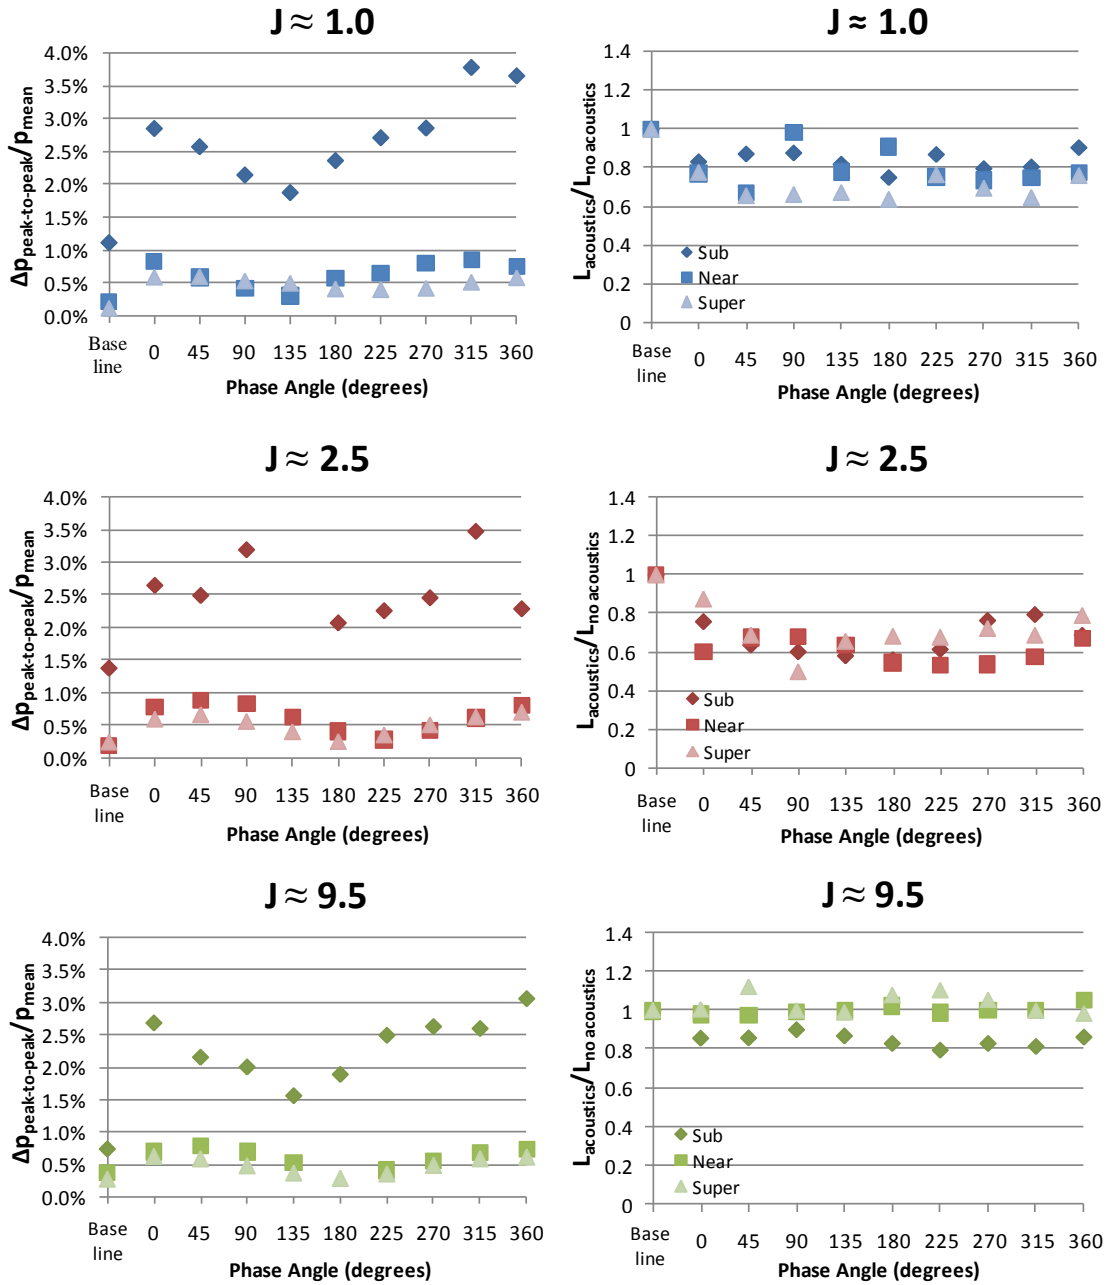 J ≈ 1.0
4.0%
3.5%
3.0%
2.5%
2.0%
1.5%
1.0%
0.5%
0.0%
Δppeak-to-peak/pmean
Base line 0 45 90 135 180 225 270 315 360
Phase Angle (degrees)
J ≈ 1.0
1.4
1.2
1
0.8
0.6
0.4
0.2
0
Lacoustics/Lno acoustics
Sub
Near
Super
Base line 0 45 90 135 180 225 270 315 360
Phase Angle (degrees)
J ≈ 2.5
4.0%
3.5%
3.0%
2.5%
2.0%
1.5%
1.0%
0.5%
0.0%
Δppeak-to-peak/pmean
Base line 0 45 90 135 180 225 270 315 360
Phase Angle (degrees)
J ≈ 2.5
1.4
1.2
1
0.8
0.6
0.4
0.2
0
Lacoustics/Lno acoustics
Sub
Near
Super
Base line 0 45 90 135 180 225 270 315 360
Phase Angle (degrees)
J ≈ 9.5
4.0%
3.5%
3.0%
2.5%
2.0%
1.5%
1.0%
0.5%
0.0%
Δppeak-to-peak/pmean
Base line 0 45 90 135 180 225 270 315 360
Phase Angle (degrees)
J ≈ 9.5
1.4
1.2
1
0.8
0.6
0.4
0.2
0
Lacoustics/Lno acoustics
Sub
Near
Super
Base line 0 45 90 135 180 225 270 315 360
Phase Angle (degrees)